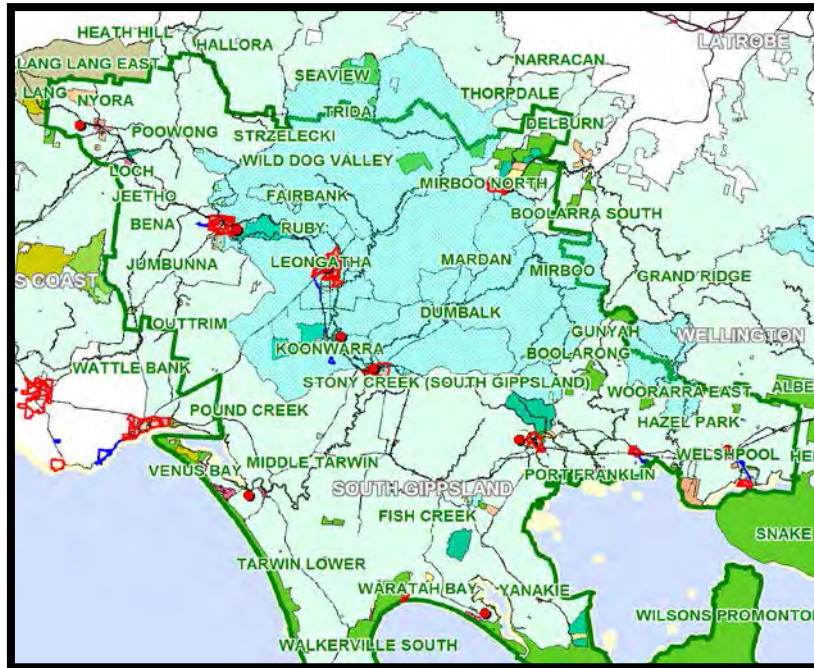 HEATH HILL
HALLORA
LATROBE
LANG LANG EAST
SEAVIEW
NARRACAN
LANG
NYORA
THORPDALE
TRIDA
POOWONG
STRZELECKI
DELBURN
WILD DOG VALLEY
LOCH
MIRBOO NORTH
JEETHO
FAIRBANK
BENA
RUBY
BOOLARRA SOUTH
MARDAN
JUMBUNNA
LEONGATHA
MIRBOO
GRAND RIDGE
S COAST
DUMBALK
OUTTRIM
GUNYAH
WELLINGTON
KOONWARRA
BOOLARONG
WATTLE BANK
STONY CREEK (SOUTH GIPPSLAND)
WOORARRA EAST
ALBE
POUND CREEK
HAZEL PARK
MIDDLE TARWIN
WELSHPOOL
HE
VENUS BAY
PORT FRANKLIN
SOUTH GIPPSLAND
FISH CREEK
SNAKE
TARWIN LOWER
WARATAH BAY
YANAKIE
WILSONS PROMONTO
WALKERVILLE SOUTH